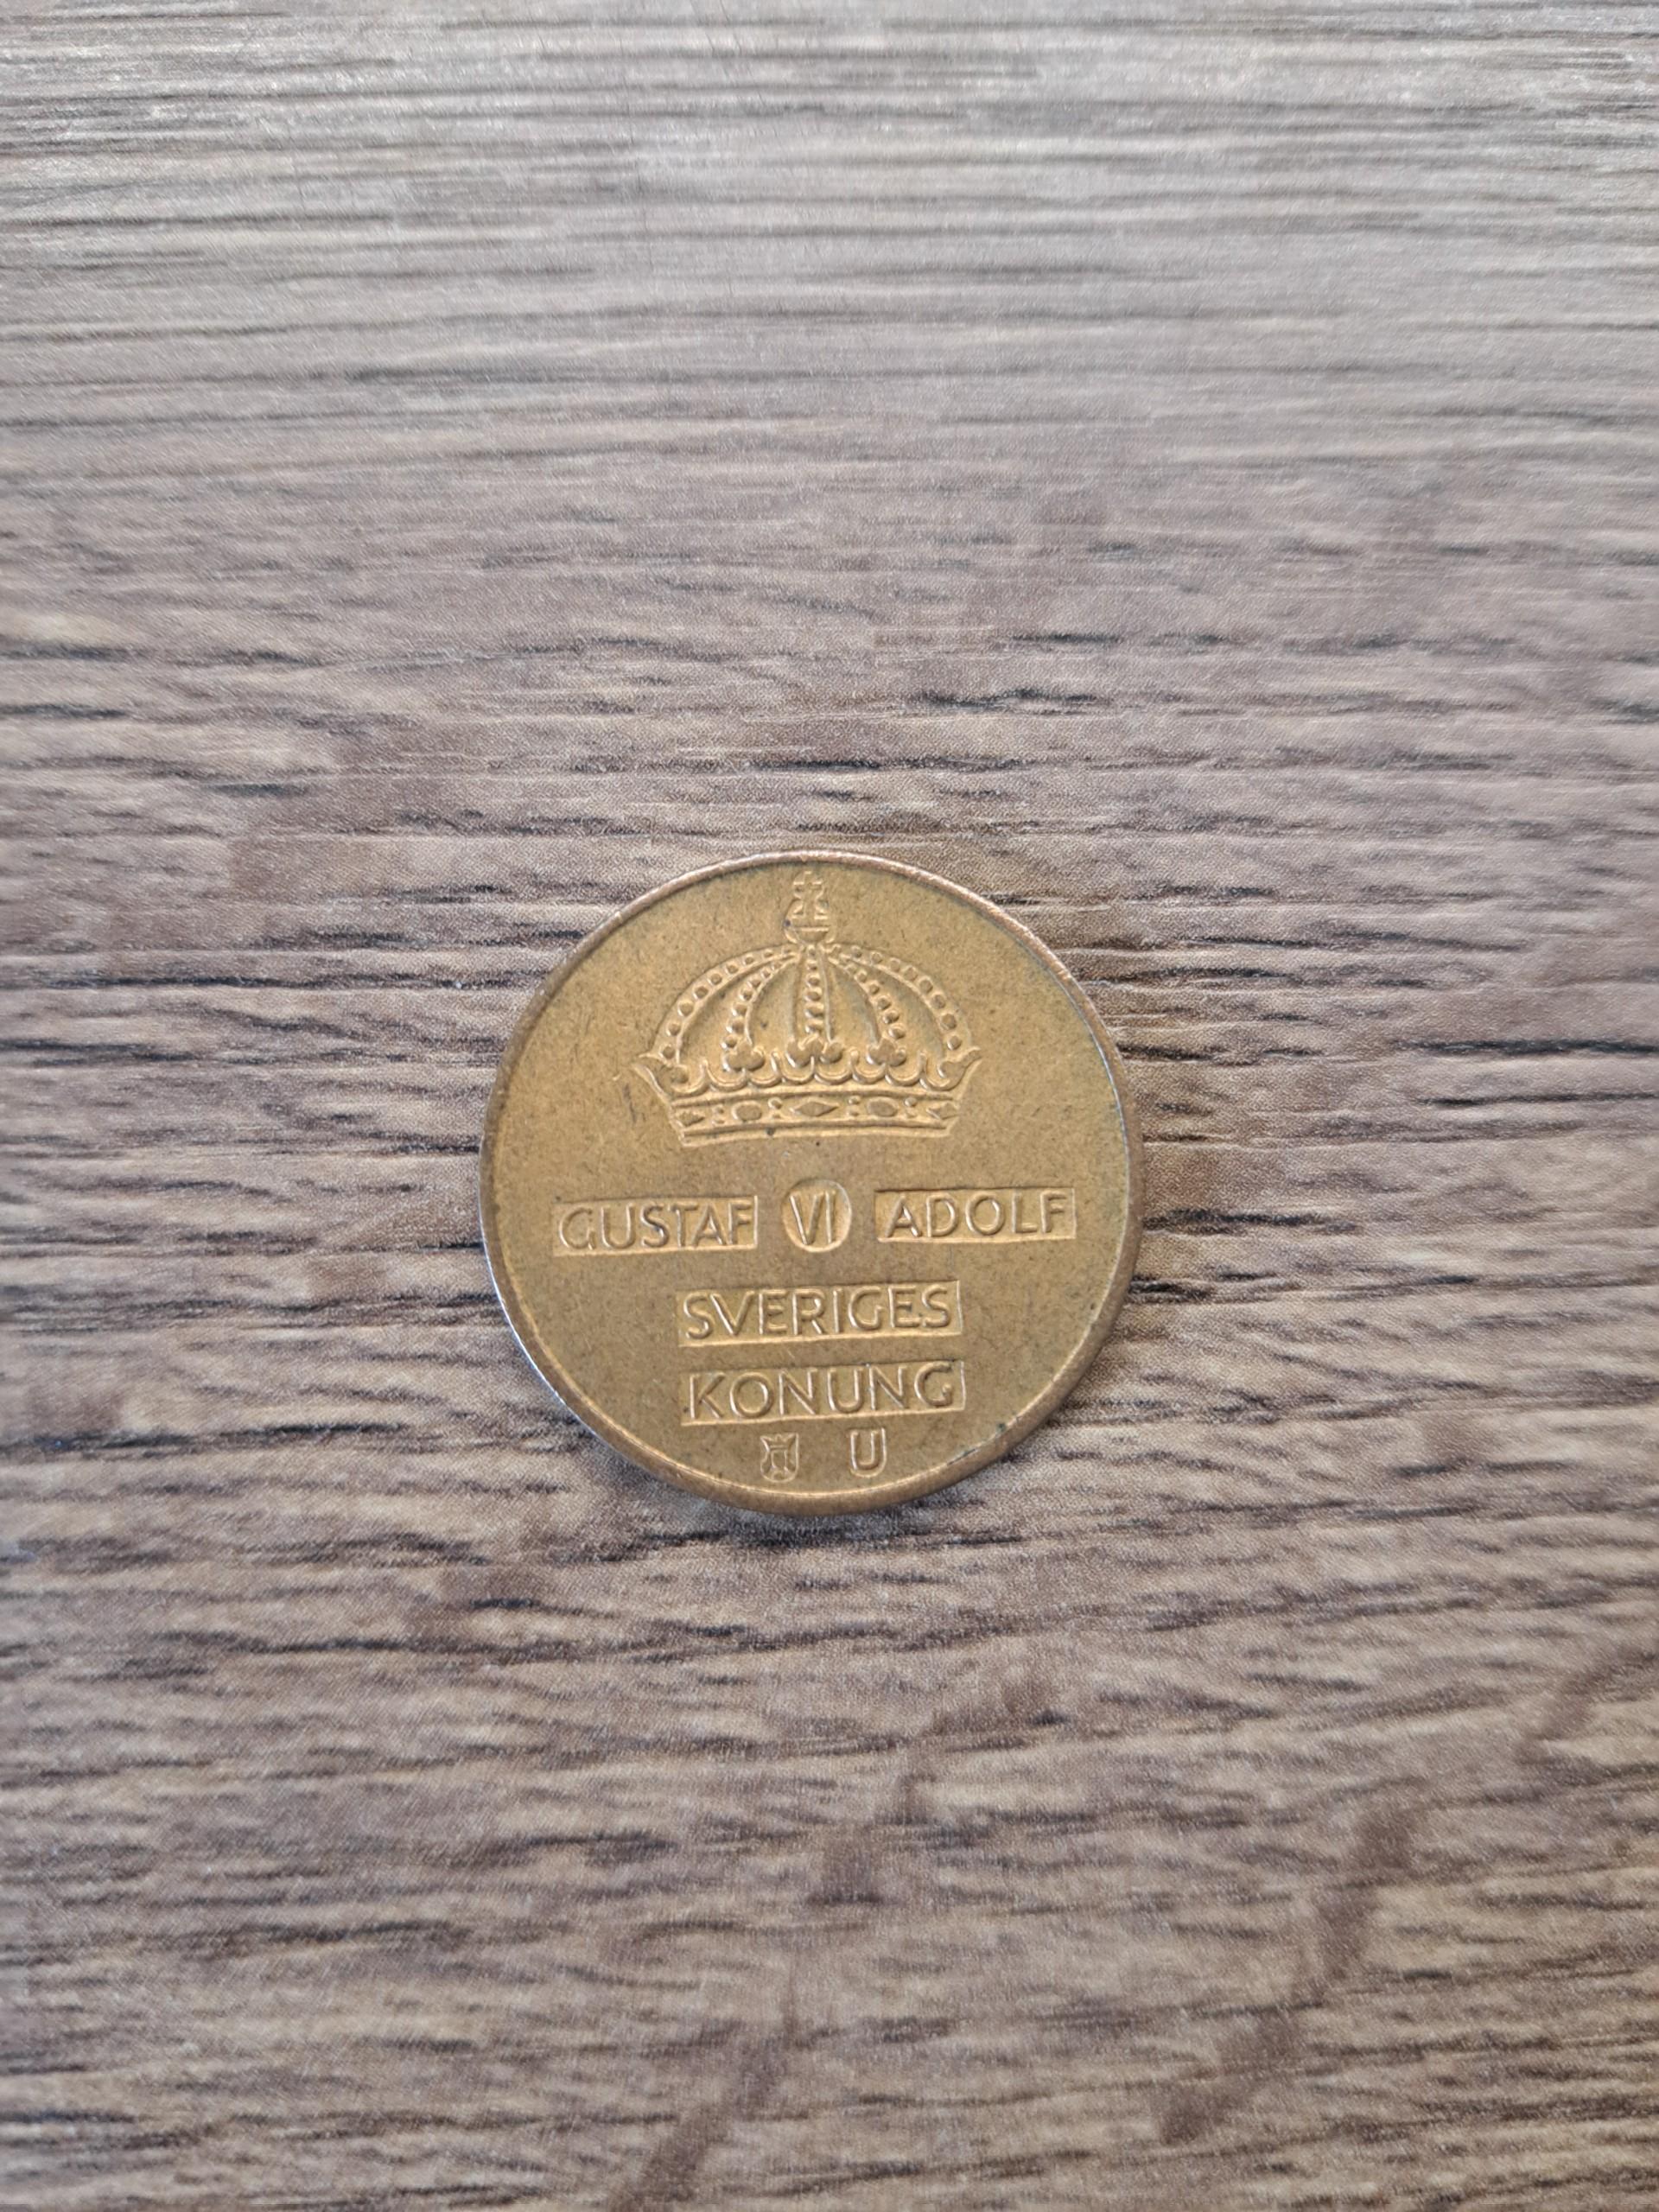 GUSTAF VI ADOLF
SVERIGES
KONUNG
U